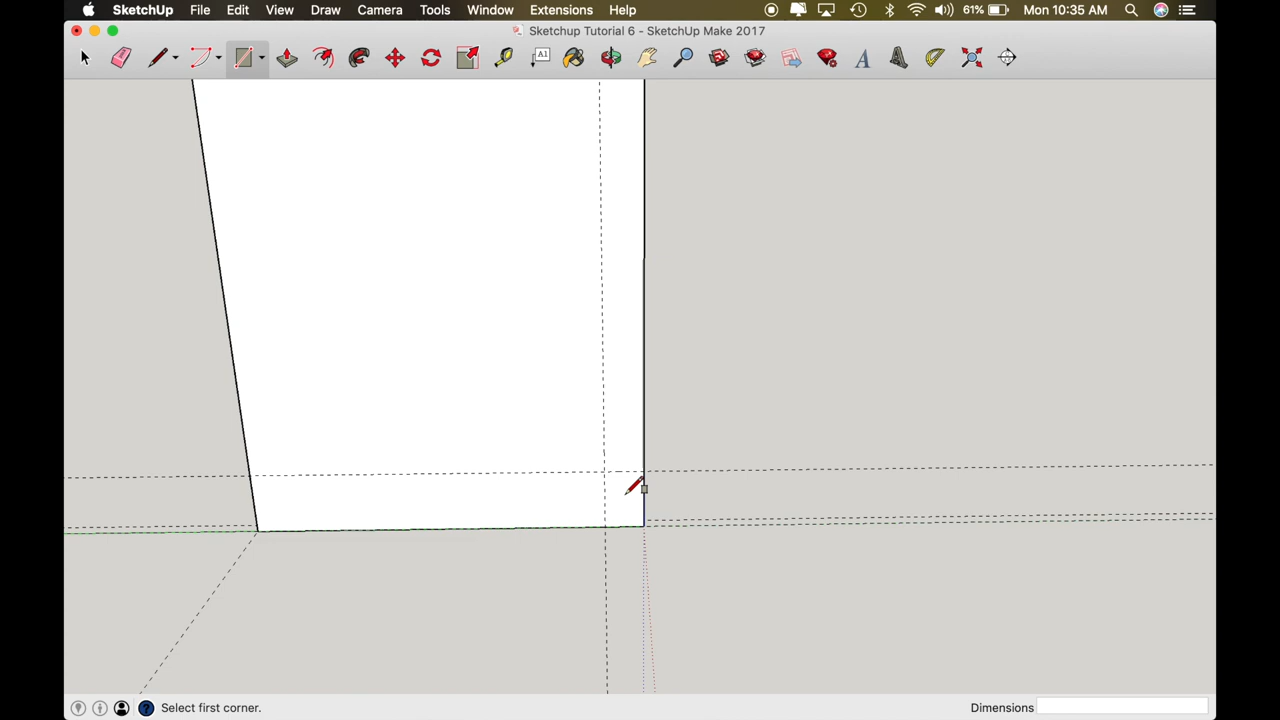 SketchUp File Edit View Draw Camera Tools Window Extensions Help 61% Mon 10:35 AM
Sketchup Tutorial 6 - SketchUp Make 2017
A1 A
Select first corner. Dimensions